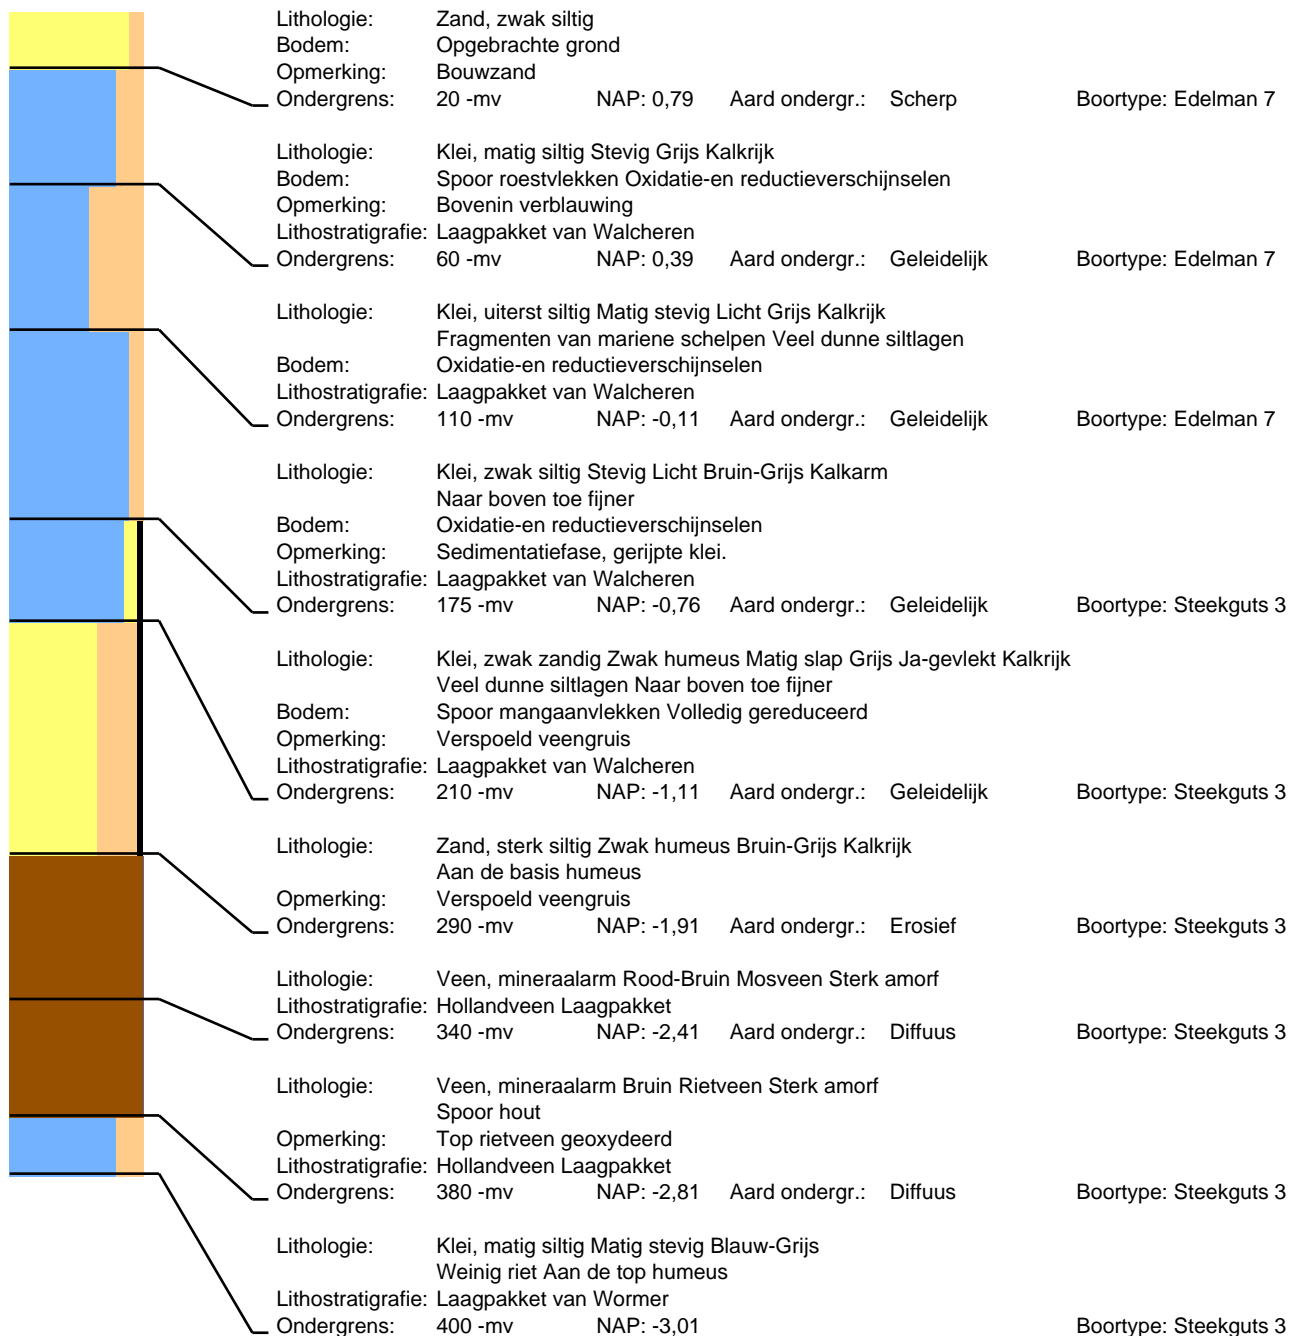 Lithologie: Zand, zwak siltig
Bodem: Opgebrachte grond
Opmerking: Bouwzand
Ondergrens: 20 -mv NAP: 0,79 Aard ondergr.: Scherp Boortype: Edelman 7
Lithologie: Klei, matig siltig Stevig Grijs Kalkrijk
Bodem: Spoor roestvlekken Oxidatie-en reductieverschijnselen
Opmerking: Bovenin verblauwing
Lithostratigrafie: Laagpakket van Walcheren
Ondergrens: 60 -mv NAP: 0,39 Aard ondergr.: Geleidelijk Boortype: Edelman 7
Lithologie: Klei, uiterst siltig Matig stevig Licht Grijs Kalkrijk
Fragmenten van mariene schelpen Veel dunne siltlagen
Bodem: Oxidatie-en reductieverschijnselen
Lithostratigrafie: Laagpakket van Walcheren
Ondergrens: 110 -mv NAP: -0,11 Aard ondergr.: Geleidelijk Boortype: Edelman 7
Lithologie: Klei, zwak siltig Stevig Licht Bruin-Grijs Kalkarm
Naar boven toe fijner
Bodem: Oxidatie-en reductieverschijnselen
Opmerking: Sedimentatiefase, gerijpte klei.
Lithostratigrafie: Laagpakket van Walcheren
Ondergrens: 175 -mv NAP: -0,76 Aard ondergr.: Geleidelijk Boortype: Steekguts 3
Lithologie: Klei, zwak zandig Zwak humeus Matig slap Grijs Ja-gevlekt Kalkrijk
Veel dunne siltlagen Naar boven toe fijner
Bodem: Spoor mangaanvlekken Volledig gereduceerd
Opmerking: Verspoeld veengruis
Lithostratigrafie: Laagpakket van Walcheren
Ondergrens: 210 -mv NAP: -1,11 Aard ondergr.: Geleidelijk Boortype: Steekguts 3
Lithologie: Zand, sterk siltig Zwak humeus Bruin-Grijs Kalkrijk
Aan de basis humeus
Opmerking: Verspoeld veengruis
Ondergrens: 290 -mv NAP: -1,91 Aard ondergr.: Erosief Boortype: Steekguts 3
Lithologie: Veen, mineraalarm Rood-Bruin Mosveen Sterk amorf
Lithostratigrafie: Hollandveen Laagpakket
Ondergrens: 340 -mv NAP: -2,41 Aard ondergr.: Diffuus Boortype: Steekguts 3
Lithologie: Veen, mineraalarm Bruin Rietveen Sterk amorf
Spoor hout
Opmerking: Top rietveen geoxydeerd
Lithostratigrafie: Hollandveen Laagpakket
Ondergrens: 380 -mv NAP: -2,81 Aard ondergr.: Diffuus Boortype: Steekguts 3
Lithologie: Klei, matig siltig Matig stevig Blauw-Grijs
Weinig riet Aan de top humeus
Lithostratigrafie: Laagpakket van Wormer
Ondergrens: 400 -mv NAP: -3,01 Boortype: Steekguts 3